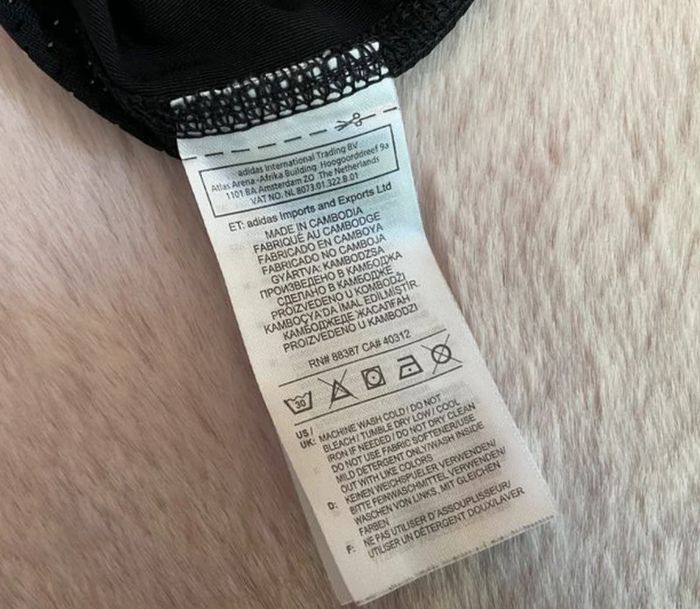 adidas International Trading BV
Atlas Arena-Afrika Building Hoogoorddreef 9a
1101 BA Amsterdam ZO The Netherlands
VAT NO. NL 8073.01.322.B.01
ET: adidas Imports and Exports Ltd
MADE IN CAMBODIA
FABRIQUÉ AU CAMBODGE
FABRICADO EN CAMBOYA
FABRICADO NO CAMBOJA
GYÁRTVA: KAMBODZSA
ПРОИЗВЕДЕНО В КАМБОДЖА
СДЕЛАНО В КАМБОДЖЕ
PROIZVEDENO U KOMBODŽI
KAMBOÇYA'DA İMAL EDİLMİŞTİR.
КАМБОДЖЕДЕ ЖАСАЛҒАН
PROIZVEDENO U KAMBODZI
RN# 88387 CA# 40312
30
US / UK: MACHINE WASH COLD / DO NOT
BLEACH / TUMBLE DRY LOW / COOL
IRON IF NEEDED / DO NOT DRY CLEAN
DO NOT USE FABRIC SOFTENER/USE
MILD DETERGENT ONLY/WASH INSIDE
OUT WITH LIKE COLORS
D: KEINEN WEICHSPUELER VERWENDEN/
BITTE FEINWASCHMITTEL VERWENDEN/
WASCHEN VON LINKS, MIT GLEICHEN
FARBEN
F: NE PAS UTILISER D'ASSOUPLISSEUR/
UTILISER UN DÉTERGENT DOUX/LAVER